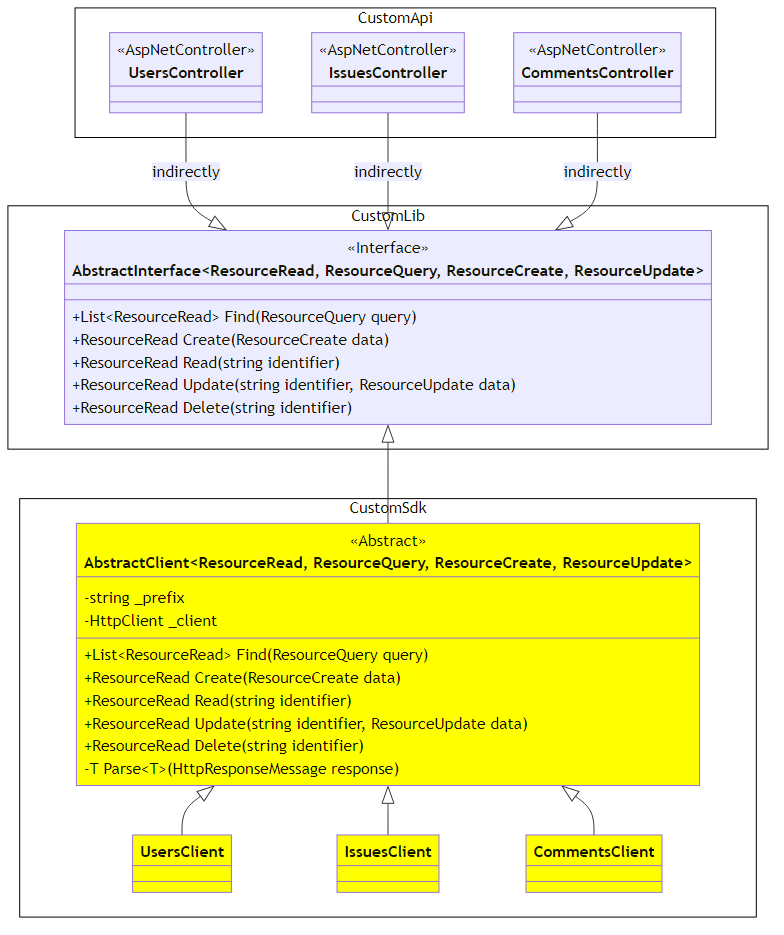 CustomApi
«AspNetController»
UsersController
«AspNetController»
IssuesController
«AspNetController»
CommentsController
indirectly
indirectly
indirectly
CustomLib
«Interface»
AbstractInterface<ResourceRead, ResourceQuery, ResourceCreate, ResourceUpdate>
+List<ResourceRead> Find(ResourceQuery query)
+ResourceRead Create(ResourceCreate data)
+ResourceRead Read(string identifier)
+ResourceRead Update(string identifier, ResourceUpdate data)
+ResourceRead Delete(string identifier)
CustomSdk
«Abstract»
AbstractClient<ResourceRead, ResourceQuery, ResourceCreate, ResourceUpdate>
-string _prefix
-HttpClient _client
+List<ResourceRead> Find(ResourceQuery query)
+ResourceRead Create(ResourceCreate data)
+ResourceRead Read(string identifier)
+ResourceRead Update(string identifier, ResourceUpdate data)
+ResourceRead Delete(string identifier)
-T Parse<T>(HttpResponseMessage response)
UsersClient
IssuesClient
CommentsClient